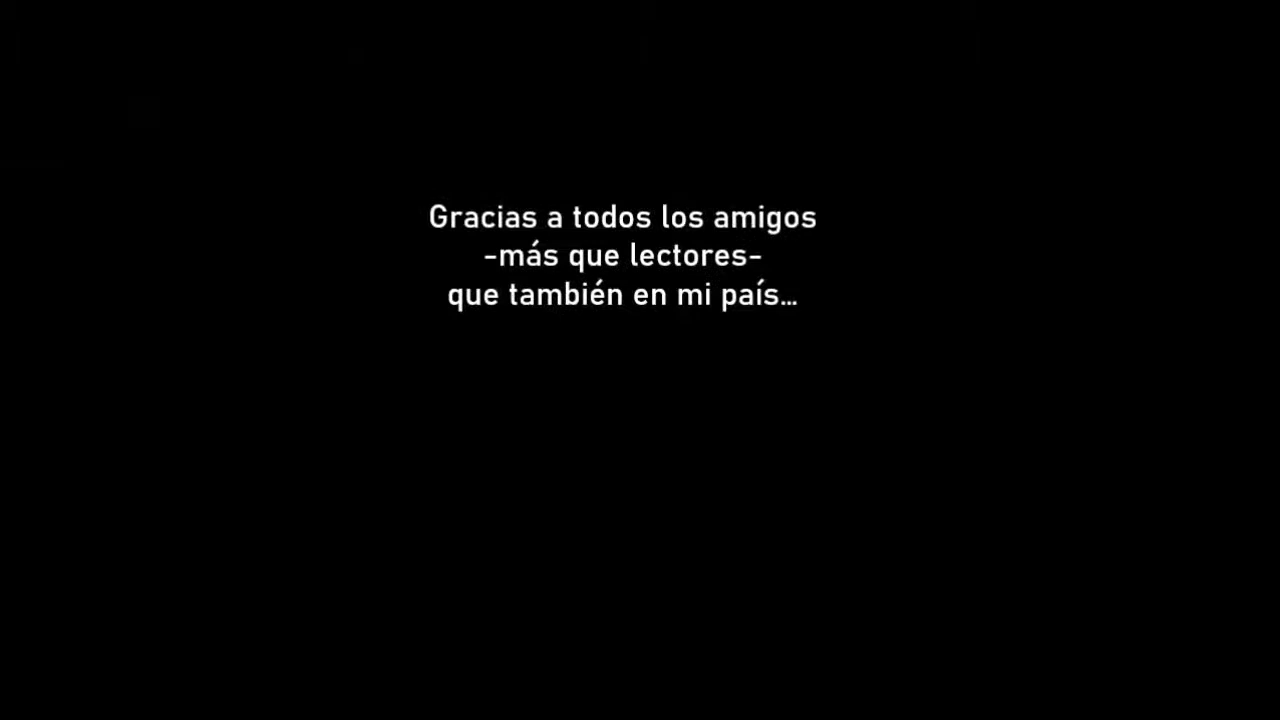 Gracias a todos los amigos
-más que lectores-
que también en mi país...